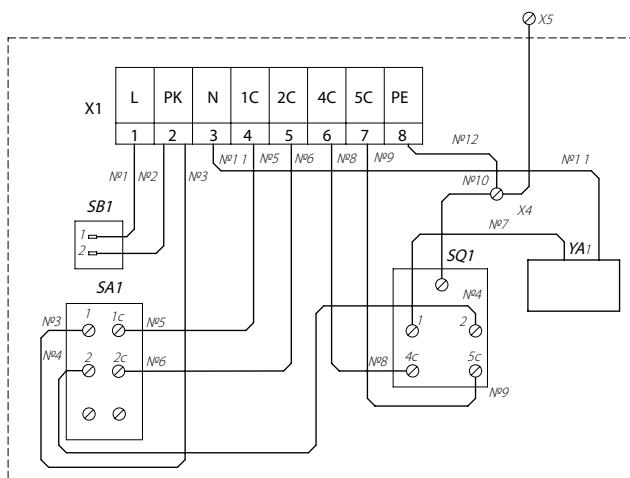 X5
X1
L PK N 1C 2C 4C 5C PE
1 2 3 4 5 6 7 8
№12
№1 №2 №3 №11 №5 №6 №8 №9 №11
№10
X4
SB1
1
2
№7
YA1
SQ1
SA1
№4
№3 1 1c №5 1 2
№4 2 2c №6 №8 4c 5c
№9